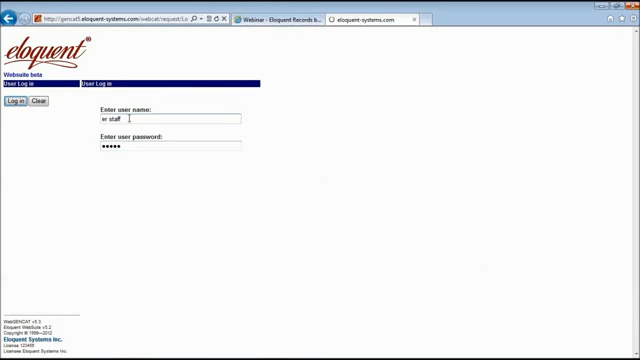 http://gencat5.eloquent-systems.com/webcat/request/Lo
Webinar - Eloquent Records b...
eloquent-systems.com
eloquent®
Websuite beta
User Log in
User Log in
Log in
Clear
Enter user name:
er staff
Enter user password:
•••••
WebGENCAT v5.3
Eloquent WebSuite v5.2
Copyright © 1999-2012
Eloquent Systems Inc.
License 123456
Licensee Eloquent Systems Inc.